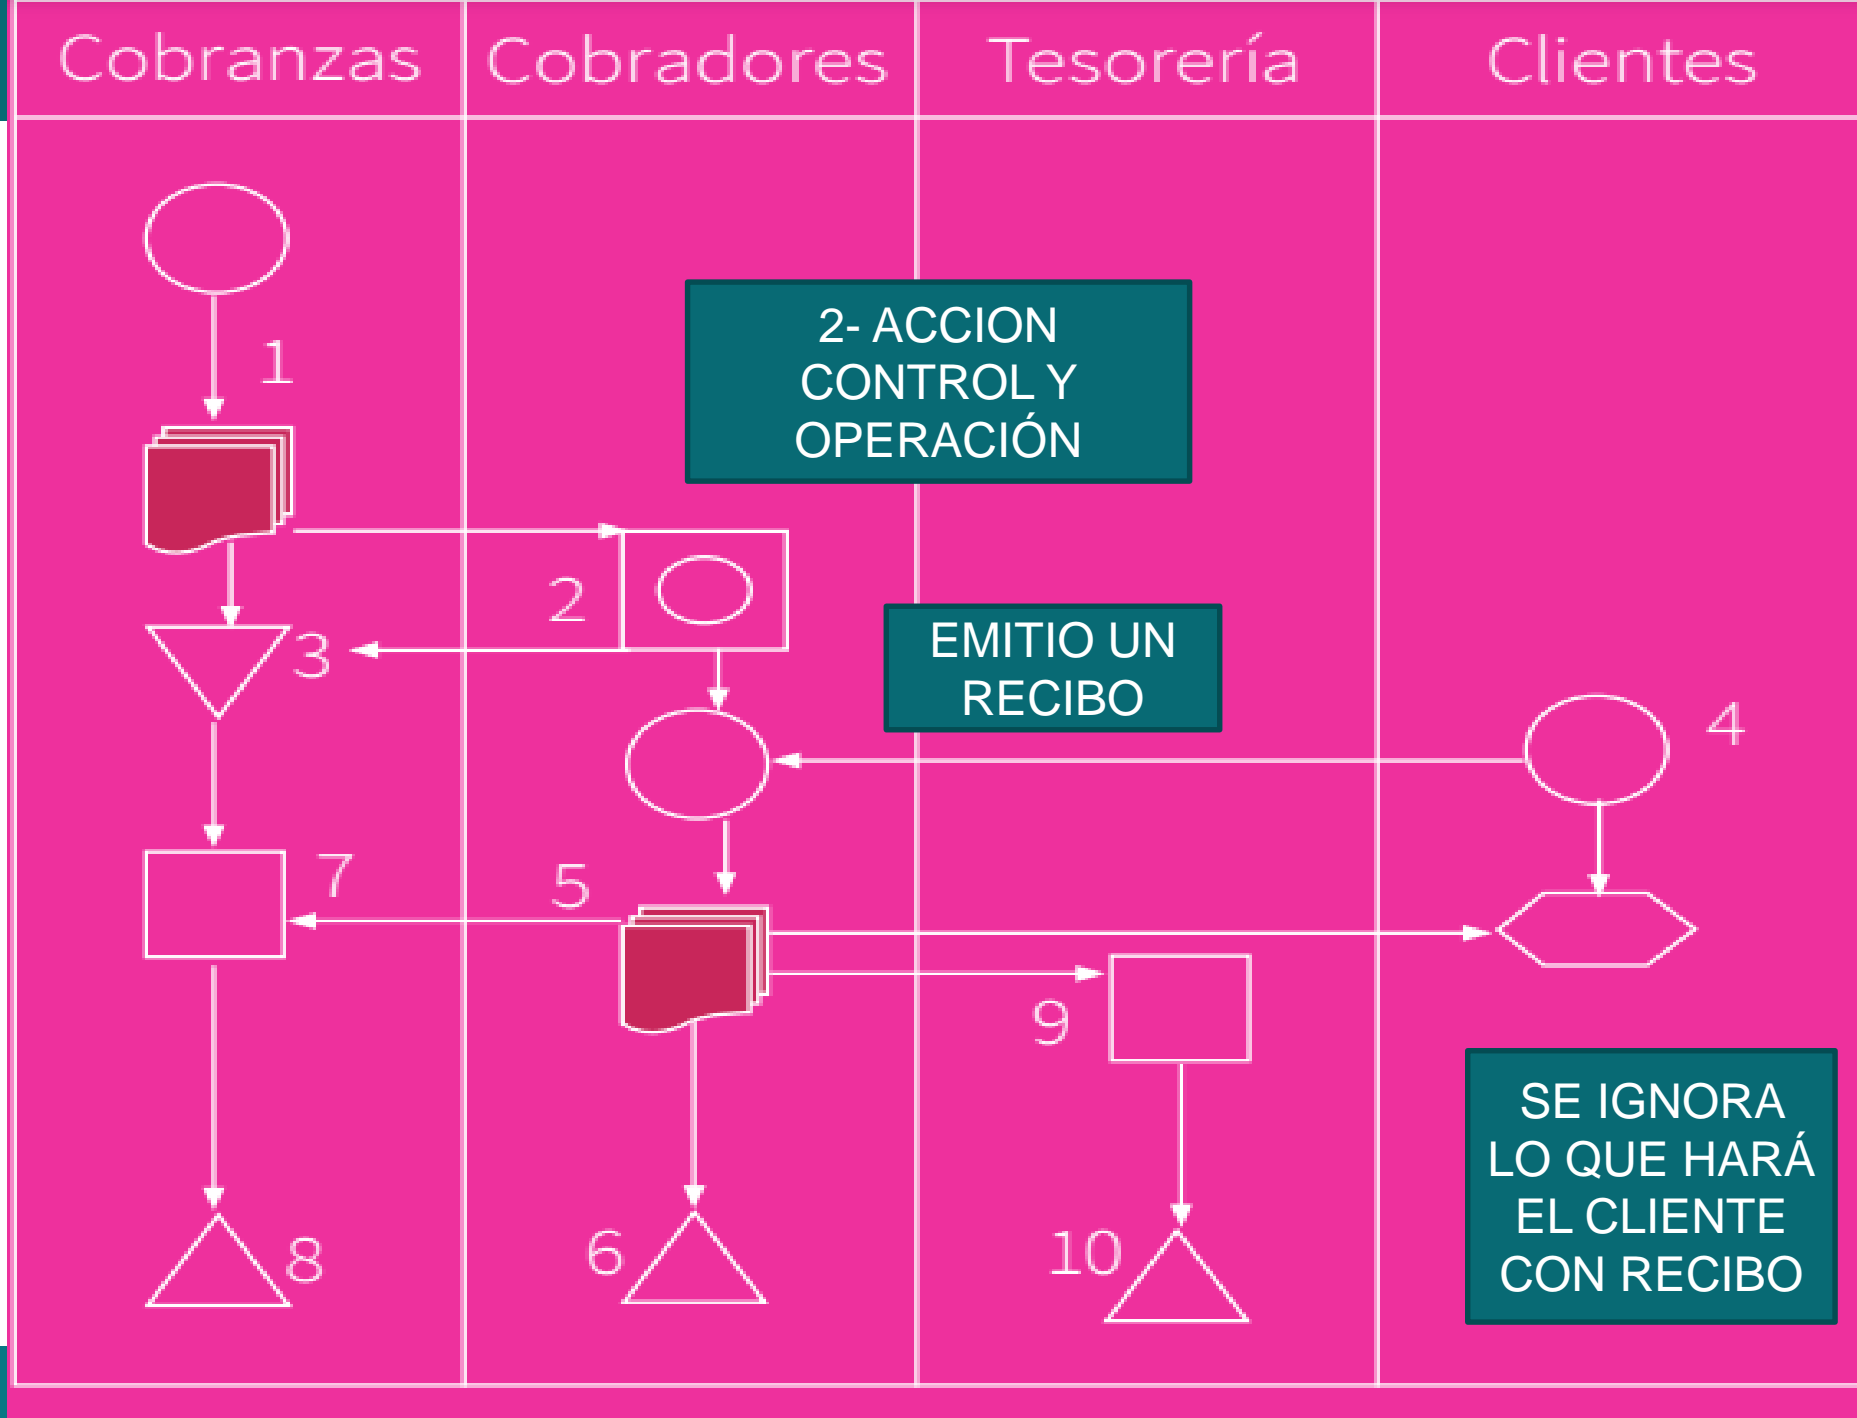 Cobranzas
Cobradores
Tesorería
Clientes
1
2- ACCION
CONTROL Y
OPERACIÓN
2
3
EMITIO UN
RECIBO
4
7
5
9
SE IGNORA
LO QUE HARÁ
EL CLIENTE
CON RECIBO
8
6
10